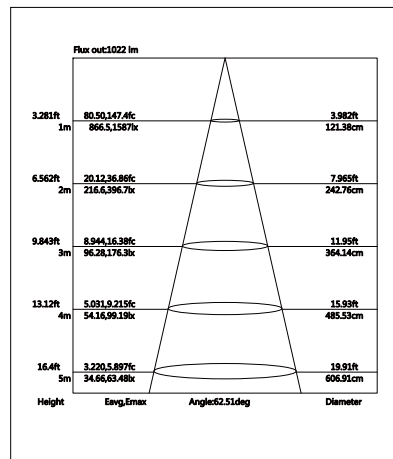 Flux out:1022 lm
3.281ft 80.50,147.4fc 3.982ft
1m 866.5,1587lx 121.38cm
6.562ft 20.12,36.86fc 7.965ft
2m 216.6,396.7lx 242.76cm
9.843ft 8.944,16.38fc 11.95ft
3m 96.28,176.3lx 364.14cm
13.12ft 5.031,9.215fc 15.93ft
4m 54.16,99.19lx 485.53cm
16.4ft 3.220,5.897fc 19.91ft
5m 34.66,63.48lx 606.91cm
Height Eavg,Emax Angle:62.51deg Diameter